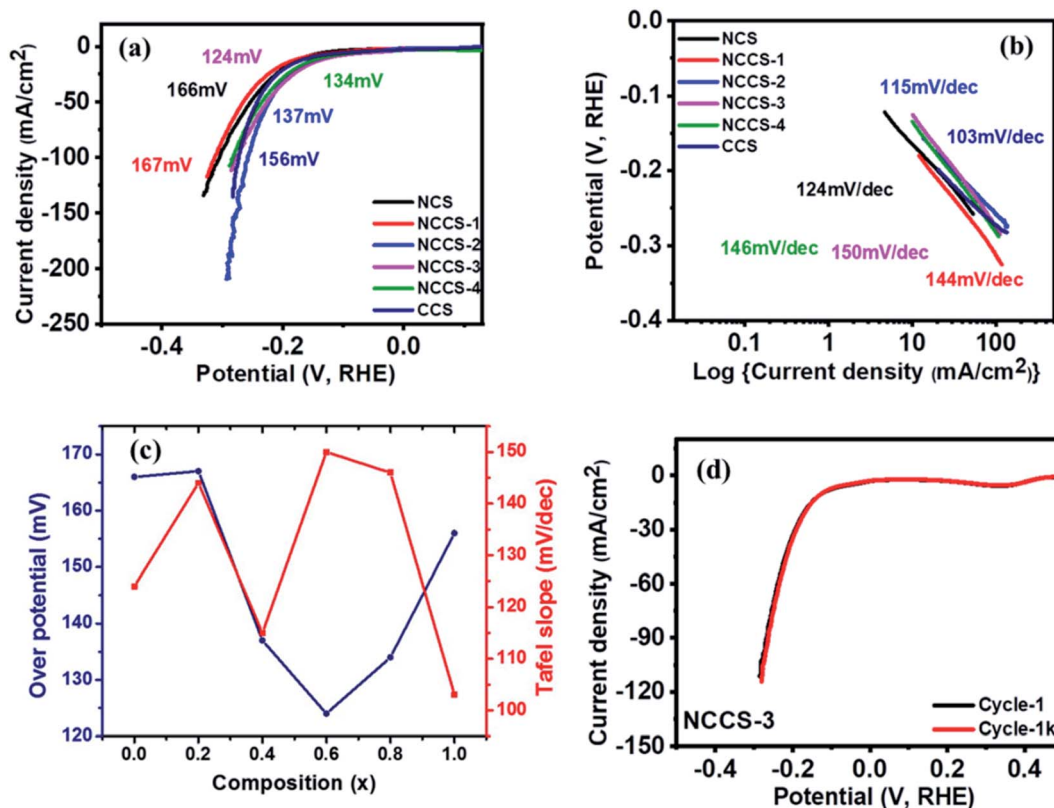 (a)
0
-50
-100
-150
-200
-250
Current density (mA/cm²)
124mV
166mV
134mV
137mV
156mV
167mV
NCS
NCCS-1
NCCS-2
NCCS-3
NCCS-4
CCS
-0.4
-0.2
0.0
Potential (V, RHE)
(b)
0.0
-0.1
-0.2
-0.3
-0.4
Potential (V, RHE)
NCS
NCCS-1
NCCS-2
NCCS-3
NCCS-4
CCS
115mV/dec
103mV/dec
124mV/dec
146mV/dec
150mV/dec
144mV/dec
0.1
1
10
100
Log {Current density (mA/cm²)}
(c)
170
160
150
140
130
120
Over potential (mV)
150
140
130
120
110
100
Tafel slope (mV/dec)
0.0
0.2
0.4
0.6
0.8
1.0
Composition (x)
(d)
0
-30
-60
-90
-120
-150
Current density (mA/cm²)
NCCS-3
Cycle-1
Cycle-1k
-0.4
-0.2
0.0
0.2
0.4
Potential (V, RHE)